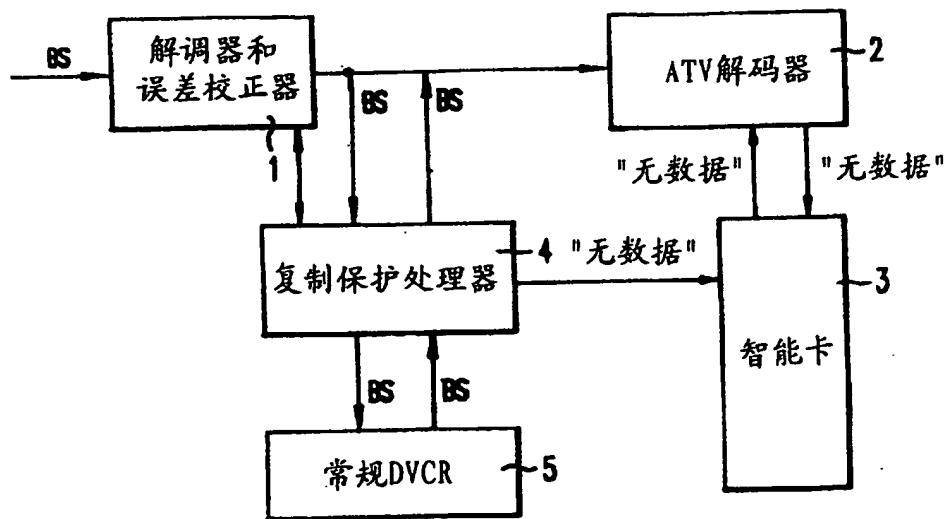 BS
解调器和
误差校正器
1
BS
BS
ATV解码器
2
"无数据"
"无数据"
复制保护处理器
4
"无数据"
3
智能卡
BS
BS
常规DVCR
5